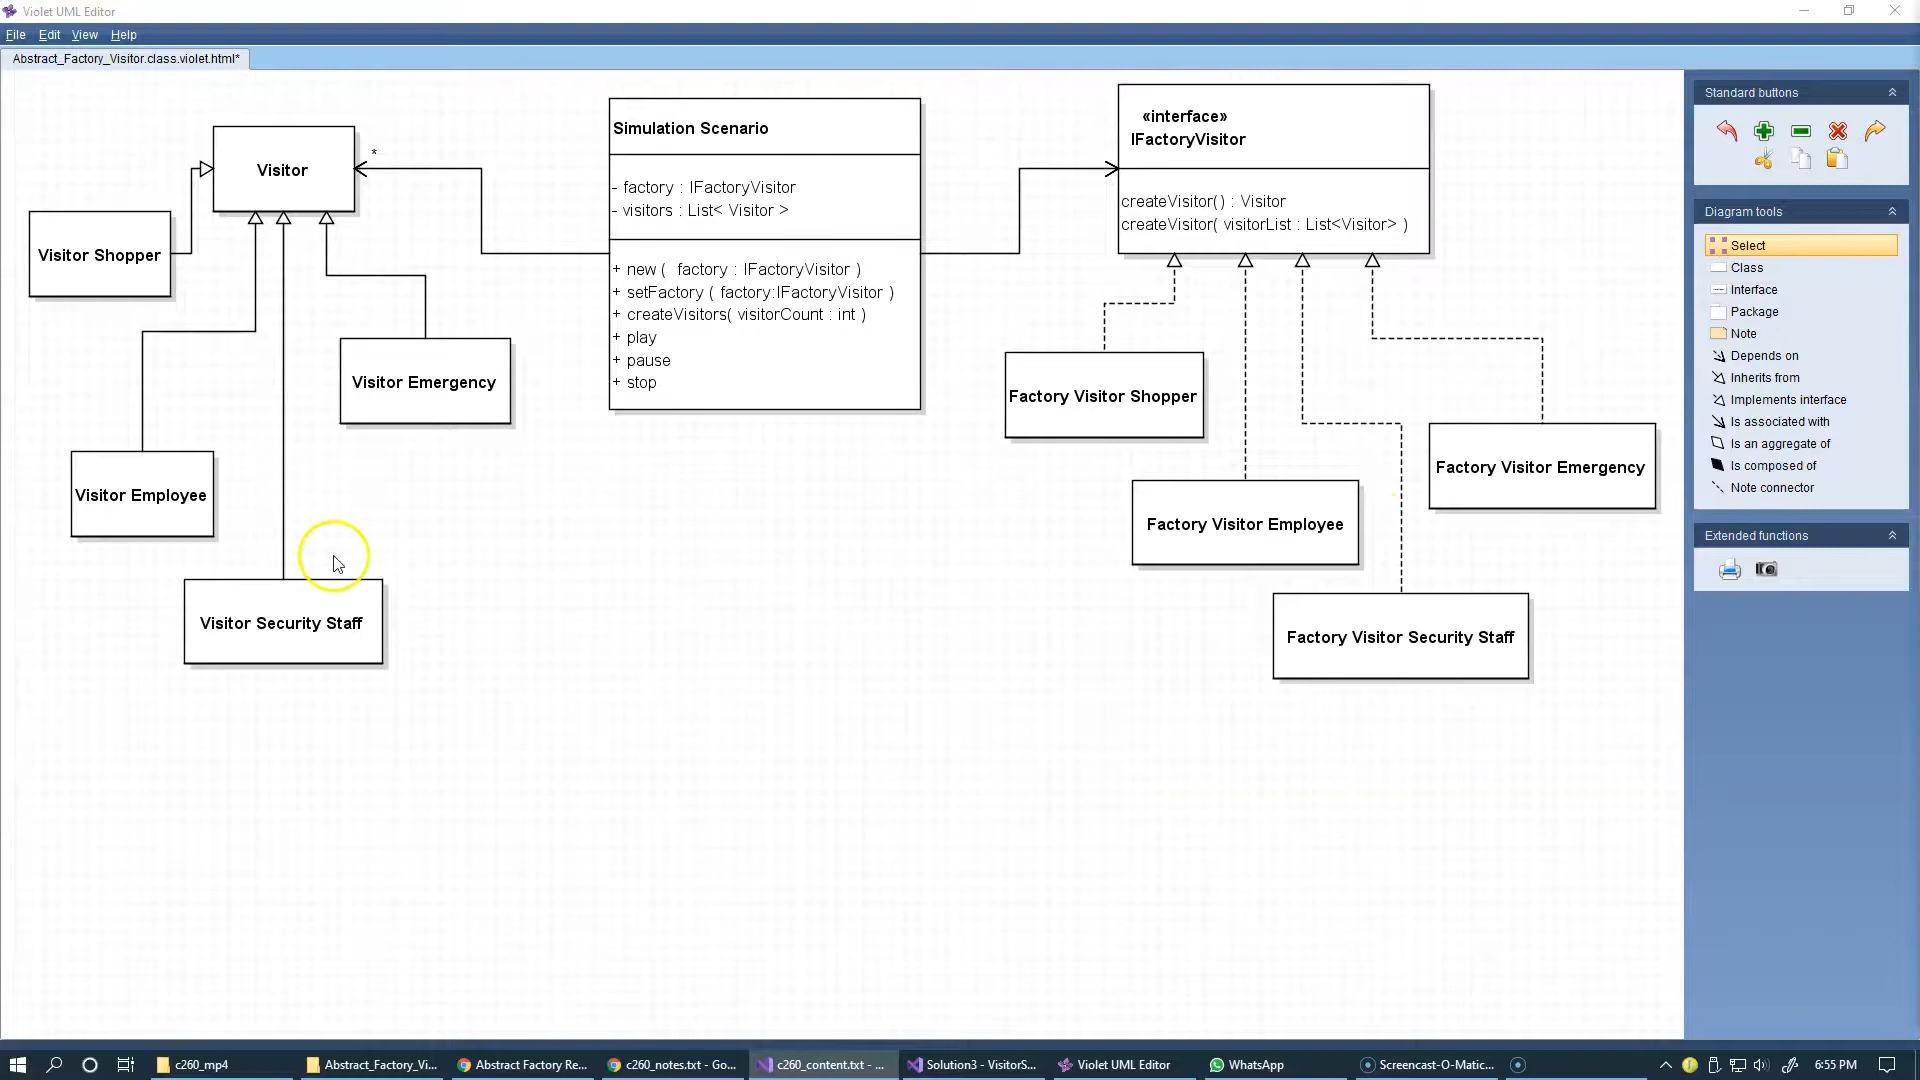 Violet UML Editor
File Edit View Help
Abstract_Factory_Visitor.class.violet.html*
Visitor
*
Visitor Shopper
Visitor Emergency
Visitor Employee
Visitor Security Staff
Simulation Scenario
- factory : IFactoryVisitor
- visitors : List< Visitor >
+ new ( factory : IFactoryVisitor )
+ setFactory ( factory:IFactoryVisitor )
+ createVisitors( visitorCount : int )
+ play
+ pause
+ stop
«interface»
IFactoryVisitor
createVisitor() : Visitor
createVisitor( visitorList : List<Visitor> )
Factory Visitor Shopper
Factory Visitor Emergency
Factory Visitor Employee
Factory Visitor Security Staff
Standard buttons
Diagram tools
Select
Class
Interface
Package
Note
Depends on
Inherits from
Implements interface
Is associated with
Is an aggregate of
Is composed of
Note connector
Extended functions
c260_mp4
Abstract_Factory_Vi...
Abstract Factory Re...
c260_notes.txt - Go...
c260_content.txt - ...
Solution3 - VisitorS...
Violet UML Editor
WhatsApp
Screencast-O-Matic...
6:55 PM